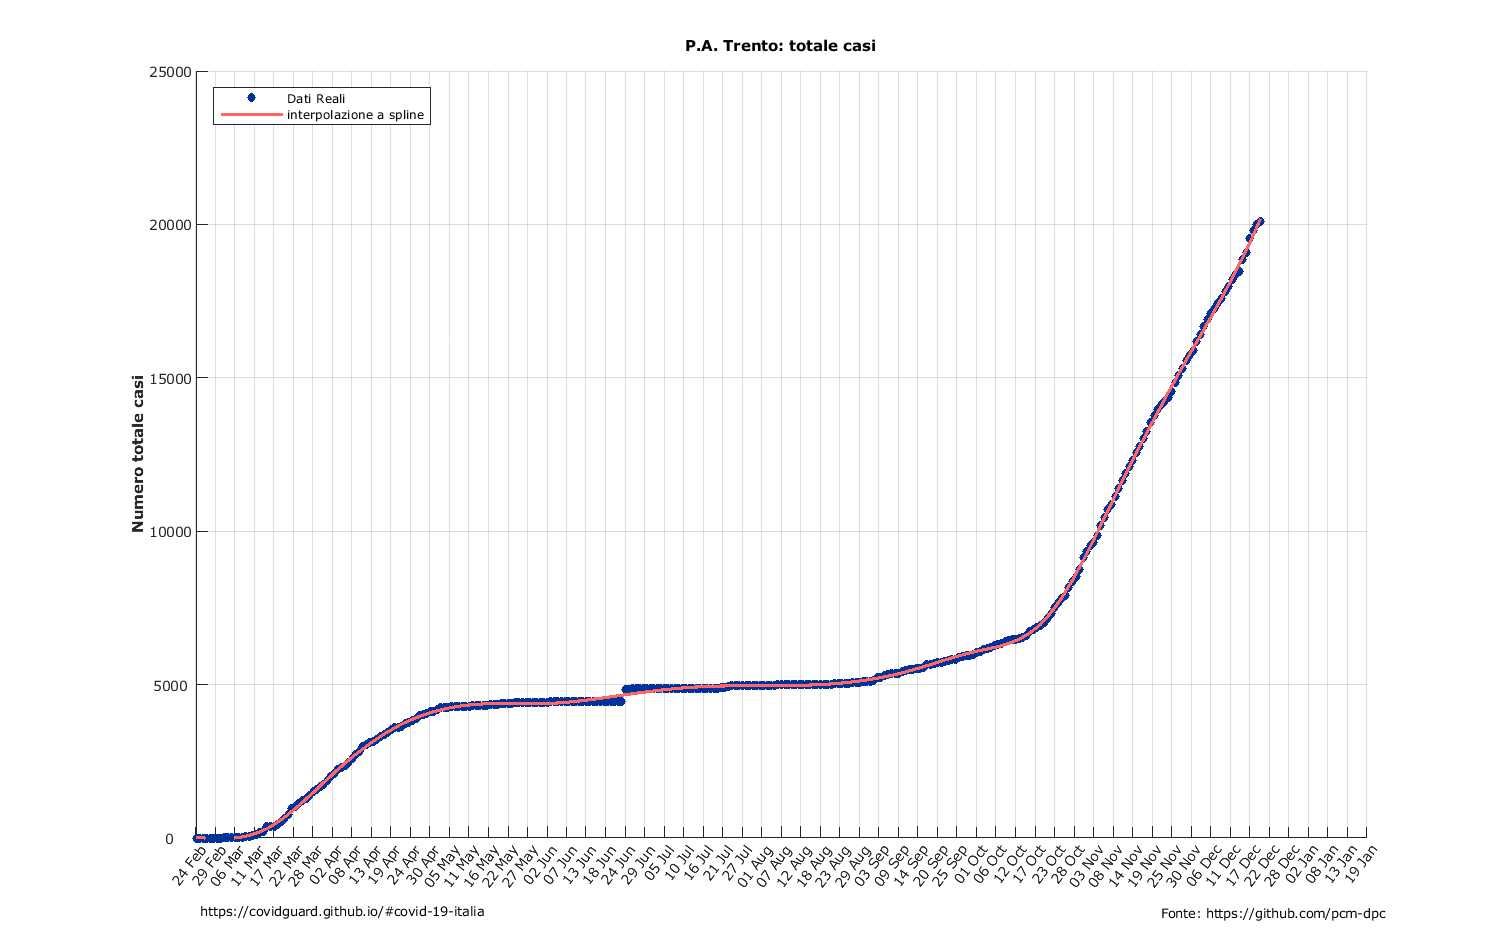 P.A. Trento: totale casi
25000
20000
15000
10000
5000
0
Numero totale casi
Dati Reali
interpolazione a spline
24 Feb
29 Feb
06 Mar
11 Mar
17 Mar
22 Mar
28 Mar
02 Apr
08 Apr
13 Apr
19 Apr
24 Apr
30 Apr
05 May
11 May
16 May
22 May
27 May
02 Jun
07 Jun
13 Jun
18 Jun
24 Jun
29 Jun
05 Jul
10 Jul
16 Jul
21 Jul
27 Jul
01 Aug
07 Aug
12 Aug
18 Aug
23 Aug
29 Aug
03 Sep
09 Sep
14 Sep
20 Sep
25 Sep
01 Oct
06 Oct
12 Oct
17 Oct
23 Oct
28 Oct
03 Nov
08 Nov
14 Nov
19 Nov
25 Nov
30 Nov
06 Dec
11 Dec
17 Dec
22 Dec
28 Dec
02 Jan
08 Jan
13 Jan
19 Jan
https://covidguard.github.io/#covid-19-italia
Fonte: https://github.com/pcm-dpc